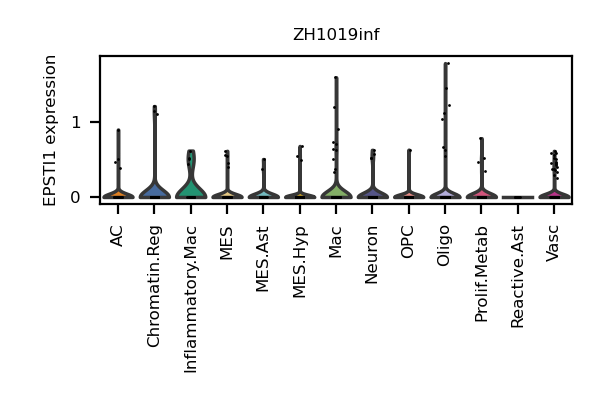 ZH1019inf
EPSTI1 expression
1
0
AC
Chromatin.Reg
Inflammatory.Mac
MES
MES.Ast
MES.Hyp
Mac
Neuron
OPC
Oligo
Prolif.Metab
Reactive.Ast
Vasc